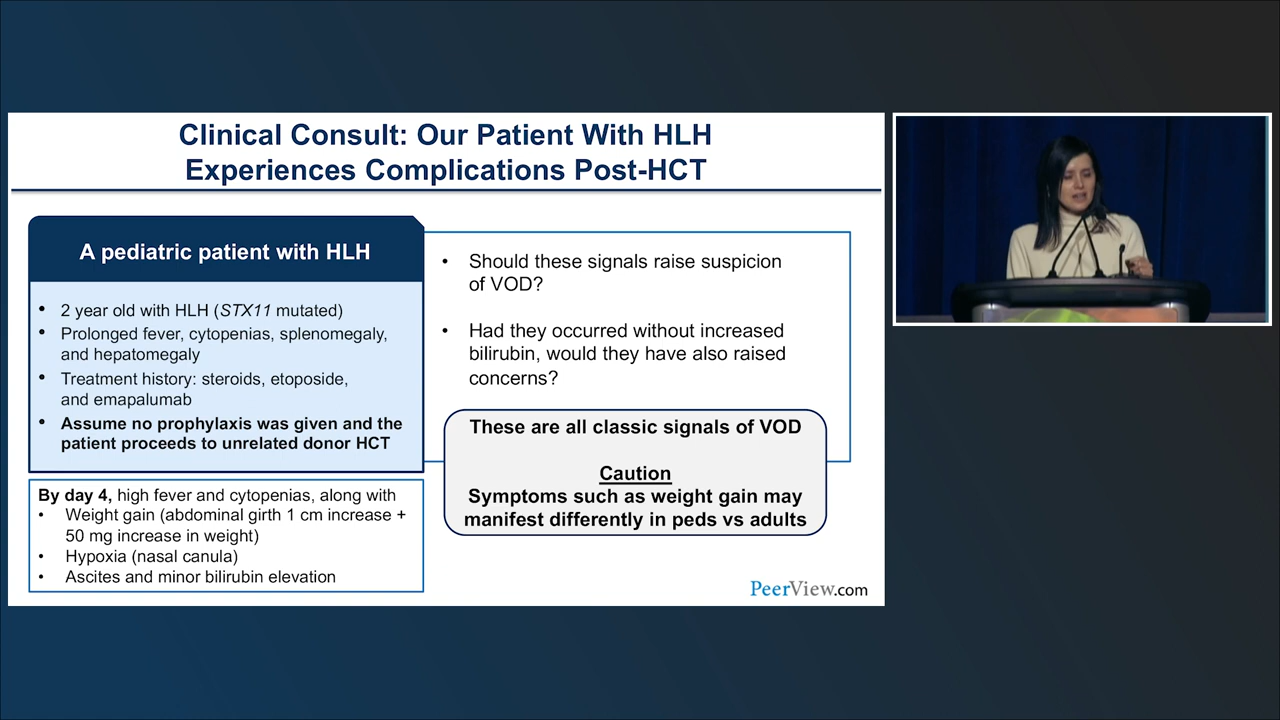 Clinical Consult: Our Patient With HLH
Experiences Complications Post-HCT
A pediatric patient with HLH
• 2 year old with HLH (STX11 mutated)
• Prolonged fever, cytopenias, splenomegaly,
and hepatomegaly
• Treatment history: steroids, etoposide,
and emapalumab
• Assume no prophylaxis was given and the
patient proceeds to unrelated donor HCT
By day 4, high fever and cytopenias, along with
• Weight gain (abdominal girth 1 cm increase +
50 mg increase in weight)
• Hypoxia (nasal canula)
• Ascites and minor bilirubin elevation
• Should these signals raise suspicion
of VOD?
• Had they occurred without increased
bilirubin, would they have also raised
concerns?
These are all classic signals of VOD
Caution
Symptoms such as weight gain may
manifest differently in peds vs adults
PeerView.com